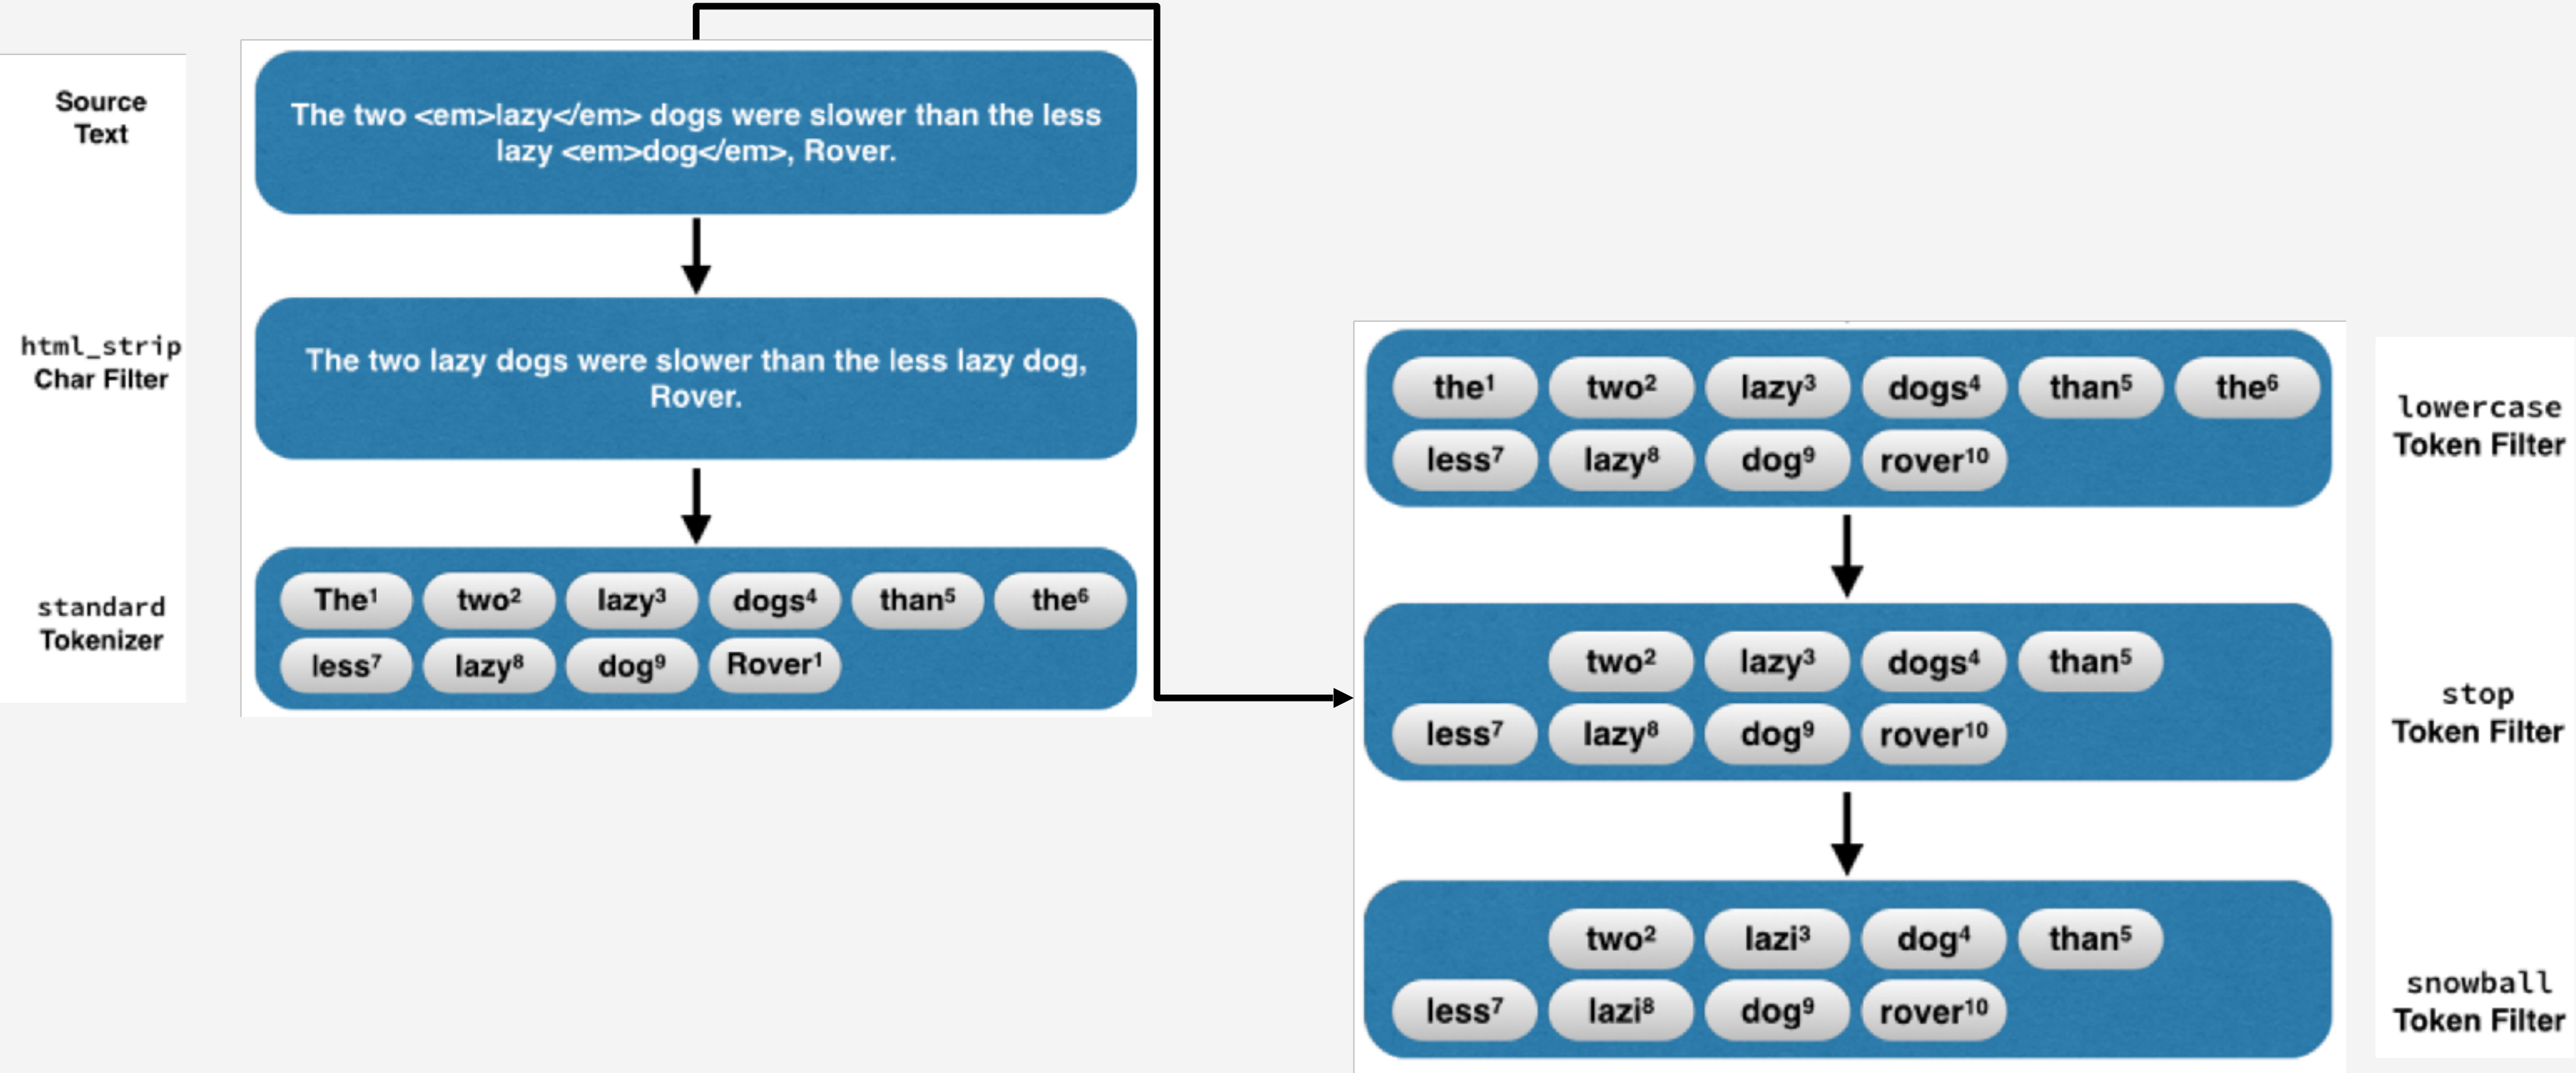 Source
Text
The two <em>lazy</em> dogs were slower than the less
lazy <em>dog</em>, Rover.
html_strip
Char Filter
The two lazy dogs were slower than the less lazy dog,
Rover.
standard
Tokenizer
The¹ two² lazy³ dogs⁴ than⁵ the⁶
less⁷ lazy⁸ dog⁹ Rover¹
the¹ two² lazy³ dogs⁴ than⁵ the⁶
less⁷ lazy⁸ dog⁹ rover¹⁰
lowercase
Token Filter
two² lazy³ dogs⁴ than⁵
less⁷ lazy⁸ dog⁹ rover¹⁰
stop
Token Filter
two² lazi³ dog⁴ than⁵
less⁷ lazi⁸ dog⁹ rover¹⁰
snowball
Token Filter